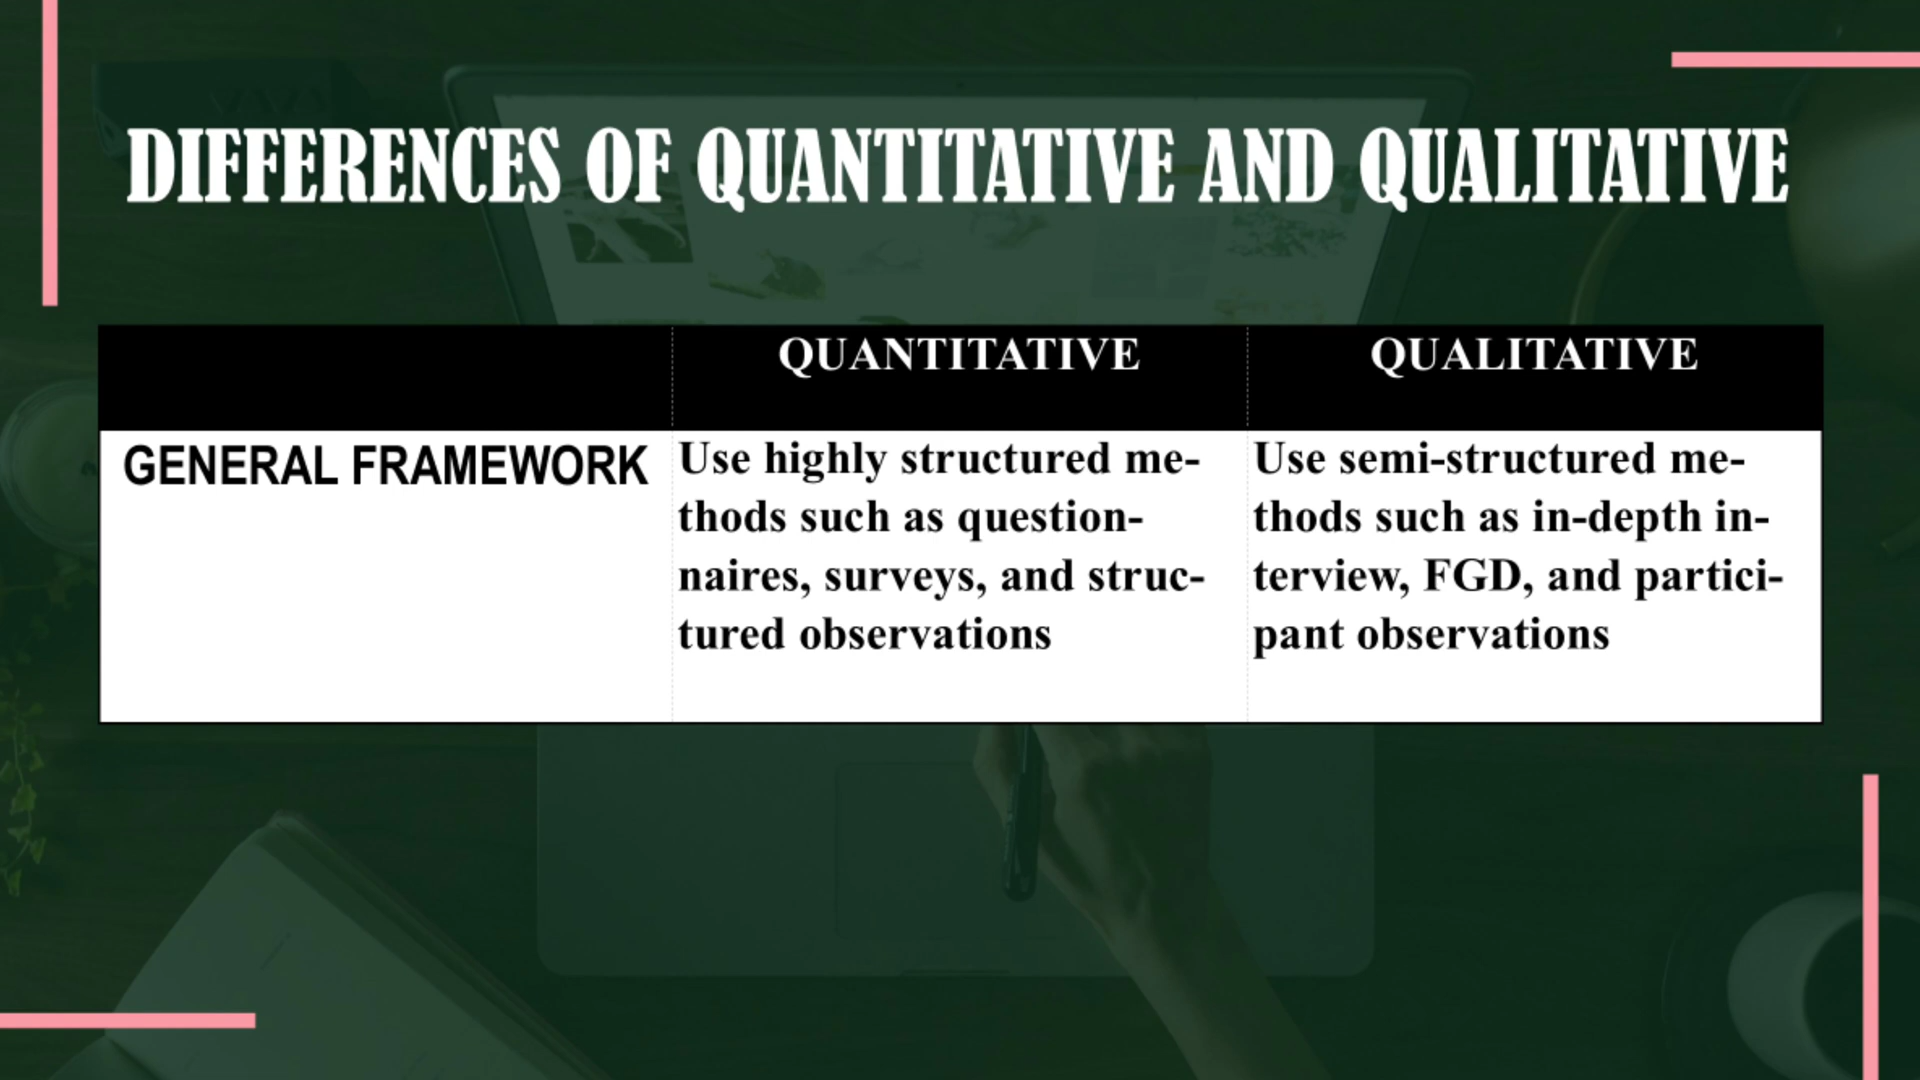 DIFFERENCES OF QUANTITATIVE AND QUALITATIVE
QUANTITATIVE
QUALITATIVE
GENERAL FRAMEWORK
Use highly structured me-
thods such as question-
naires, surveys, and struc-
tured observations
Use semi-structured me-
thods such as in-depth in-
terview, FGD, and partici-
pant observations